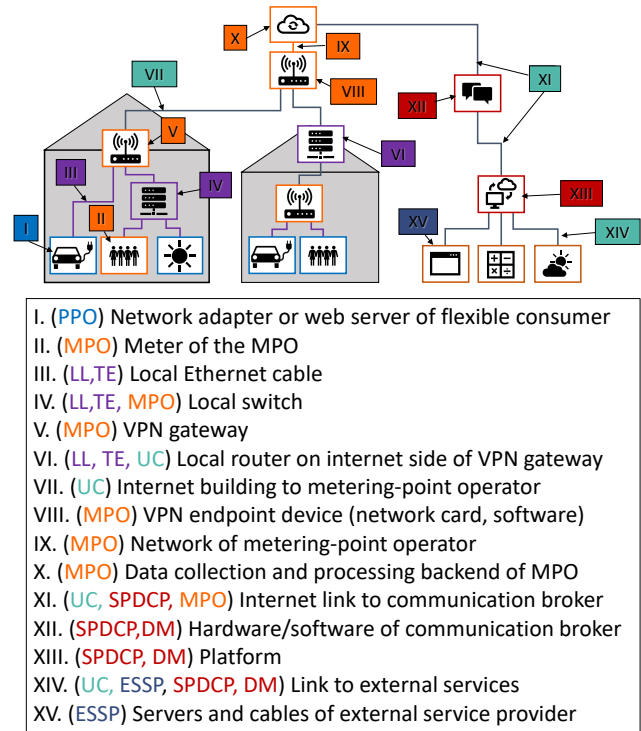 X
IX
VII
VIII
XI
XII
V
VI
III
IV
XIII
II
I
XV
XIV
I. (PPO) Network adapter or web server of flexible consumer
II. (MPO) Meter of the MPO
III. (LL,TE) Local Ethernet cable
IV. (LL,TE, MPO) Local switch
V. (MPO) VPN gateway
VI. (LL, TE, UC) Local router on internet side of VPN gateway
VII. (UC) Internet building to metering-point operator
VIII. (MPO) VPN endpoint device (network card, software)
IX. (MPO) Network of metering-point operator
X. (MPO) Data collection and processing backend of MPO
XI. (UC, SPDCP, MPO) Internet link to communication broker
XII. (SPDCP,DM) Hardware/software of communication broker
XIII. (SPDCP, DM) Platform
XIV. (UC, ESSP, SPDCP, DM) Link to external services
XV. (ESSP) Servers and cables of external service provider